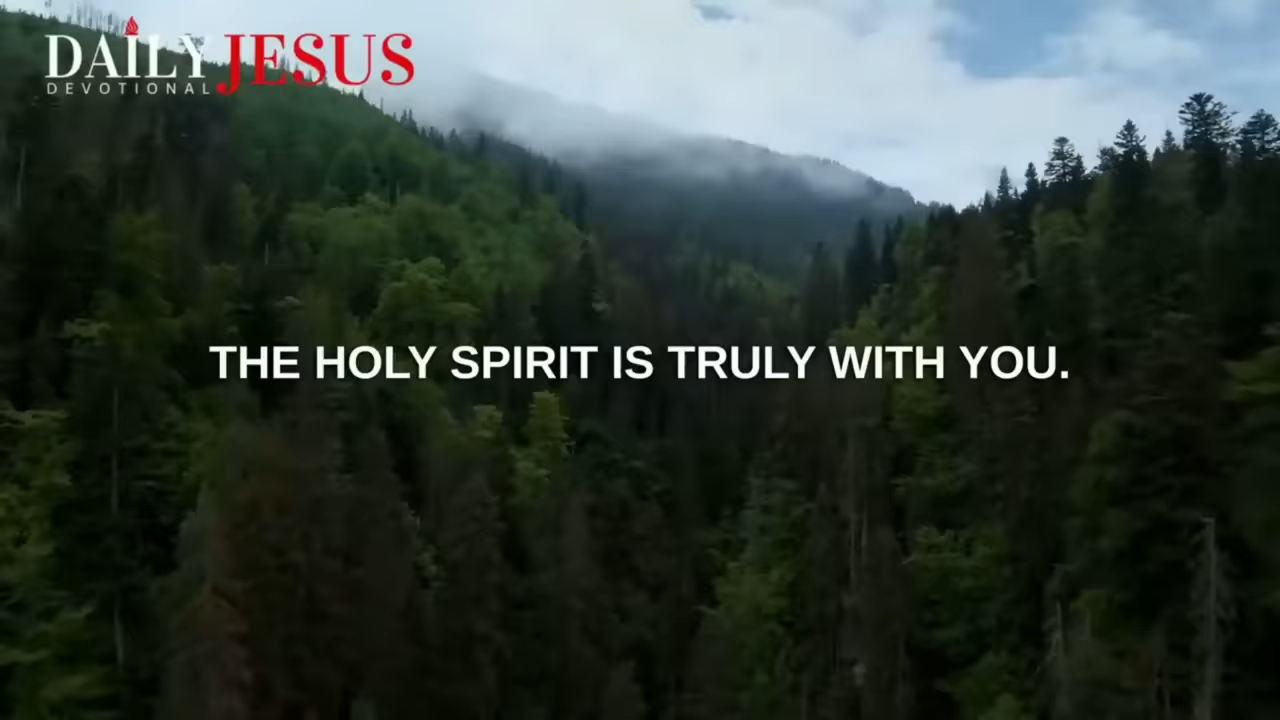 DAILY JESUS
DEVOTIONAL
THE HOLY SPIRIT IS TRULY WITH YOU.